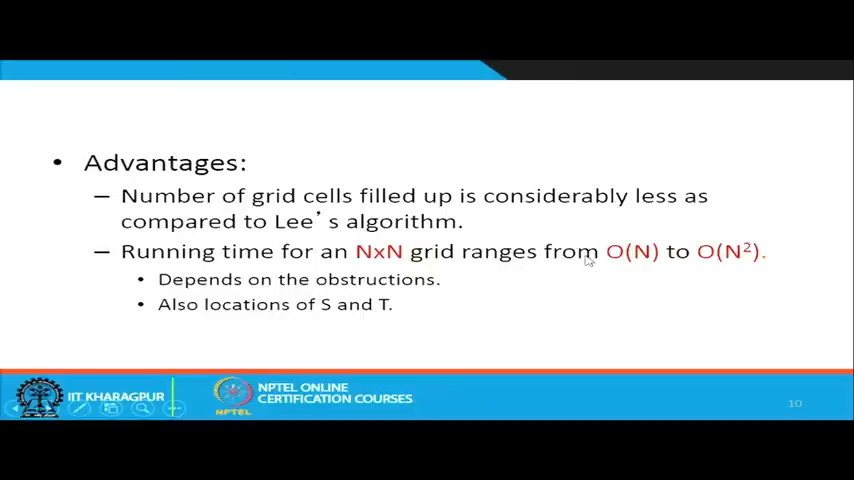 • Advantages:
– Number of grid cells filled up is considerably less as
compared to Lee’s algorithm.
– Running time for an NxN grid ranges from O(N) to O(N²).
• Depends on the obstructions.
• Also locations of S and T.
IIT KHARAGPUR
NPTEL
NPTEL ONLINE
CERTIFICATION COURSES
10